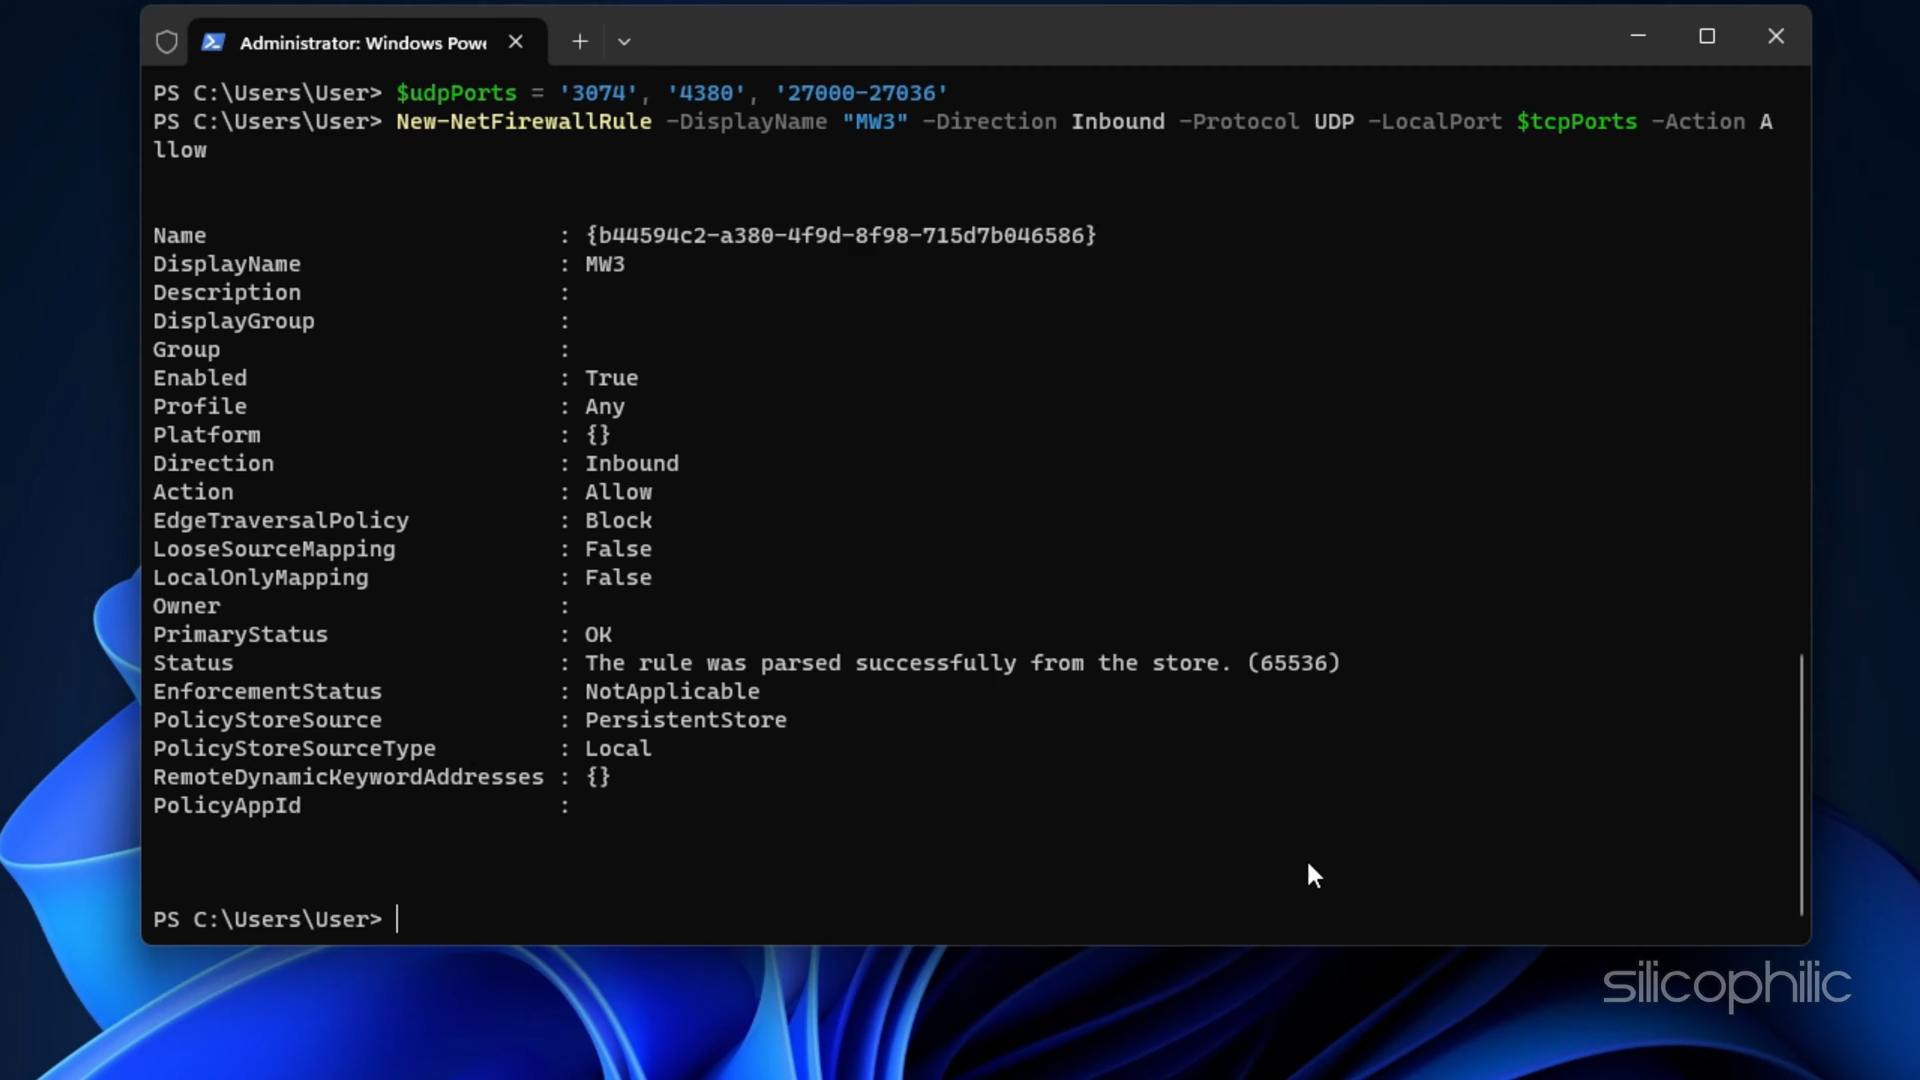 Administrator: Windows Powe
PS C:\Users\User> $udpPorts = '3074', '4380', '27000-27036'
PS C:\Users\User> New-NetFirewallRule -DisplayName "MW3" -Direction Inbound -Protocol UDP -LocalPort $tcpPorts -Action A
llow
Name : {b44594c2-a380-4f9d-8f98-715d7b046586}
DisplayName : MW3
Description :
DisplayGroup :
Group :
Enabled : True
Profile : Any
Platform : {}
Direction : Inbound
Action : Allow
EdgeTraversalPolicy : Block
LooseSourceMapping : False
LocalOnlyMapping : False
Owner :
PrimaryStatus : OK
Status : The rule was parsed successfully from the store. (65536)
EnforcementStatus : NotApplicable
PolicyStoreSource : PersistentStore
PolicyStoreSourceType : Local
RemoteDynamicKeywordAddresses : {}
PolicyAppId :
PS C:\Users\User>
silicophilic